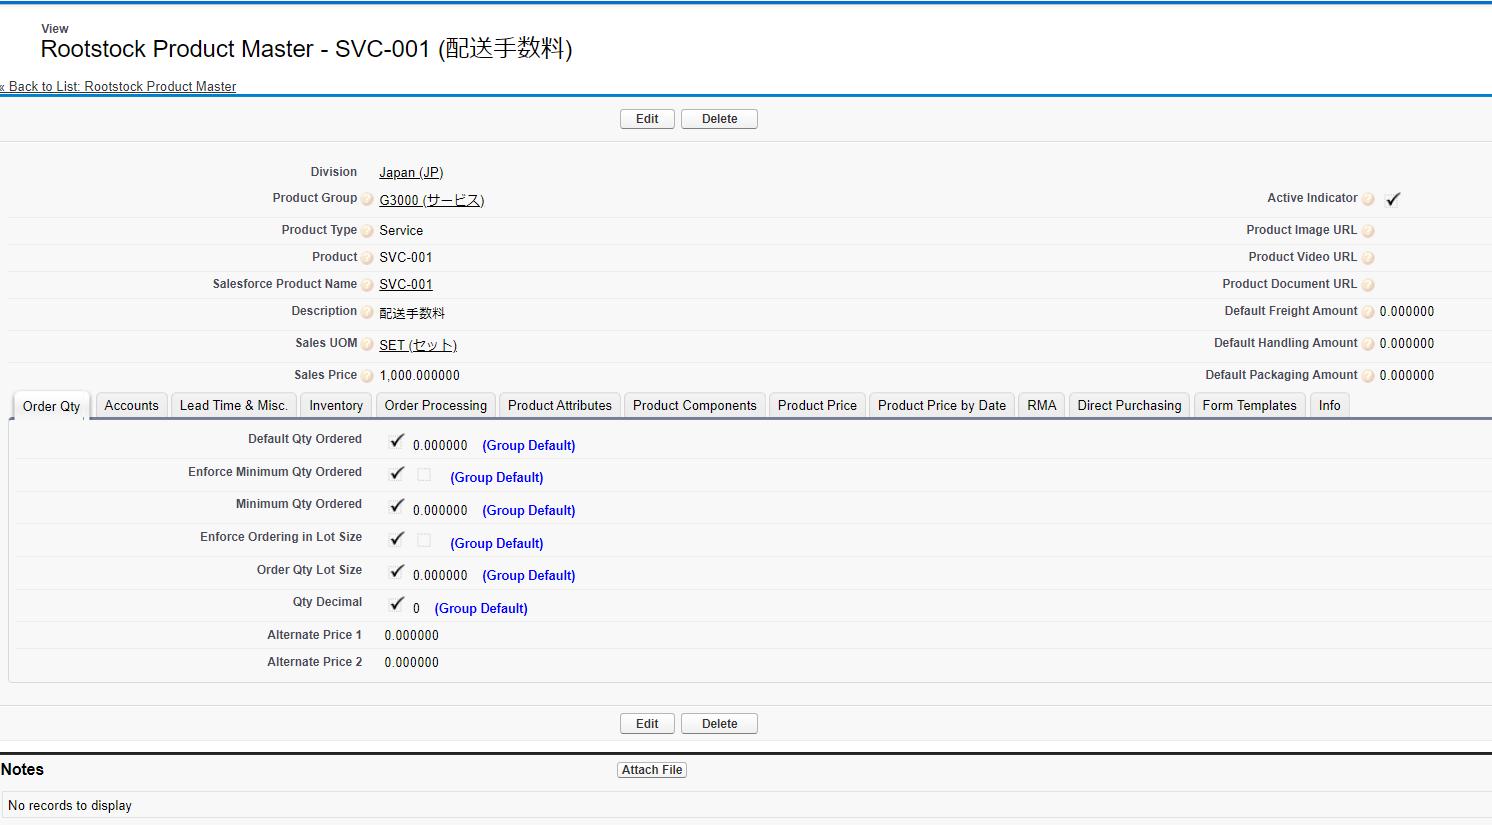 View
Rootstock Product Master - SVC-001 (配送手数料)
« Back to List: Rootstock Product Master
Edit Delete
Division Japan (JP)
Product Group ? G3000 (サービス) Active Indicator ?
Product Type ? Service Product Image URL ?
Product ? SVC-001 Product Video URL ?
Salesforce Product Name ? SVC-001 Product Document URL ?
Description ? 配送手数料 Default Freight Amount ? 0.000000
Sales UOM ? SET (セット) Default Handling Amount ? 0.000000
Sales Price ? 1,000.000000 Default Packaging Amount ? 0.000000
Order Qty Accounts Lead Time & Misc. Inventory Order Processing Product Attributes Product Components Product Price Product Price by Date RMA Direct Purchasing Form Templates Info
Default Qty Ordered 0.000000 (Group Default)
Enforce Minimum Qty Ordered (Group Default)
Minimum Qty Ordered 0.000000 (Group Default)
Enforce Ordering in Lot Size (Group Default)
Order Qty Lot Size 0.000000 (Group Default)
Qty Decimal 0 (Group Default)
Alternate Price 1 0.000000
Alternate Price 2 0.000000
Edit Delete
Notes Attach File
No records to display